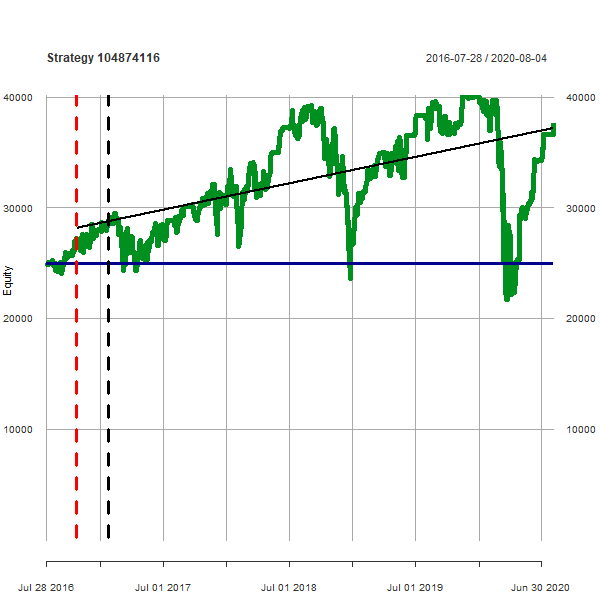 Strategy 104874116
2016-07-28 / 2020-08-04
40000
40000
30000
30000
Equity
20000
20000
10000
10000
Jul 28 2016
Jul 01 2017
Jul 01 2018
Jul 01 2019
Jun 30 2020